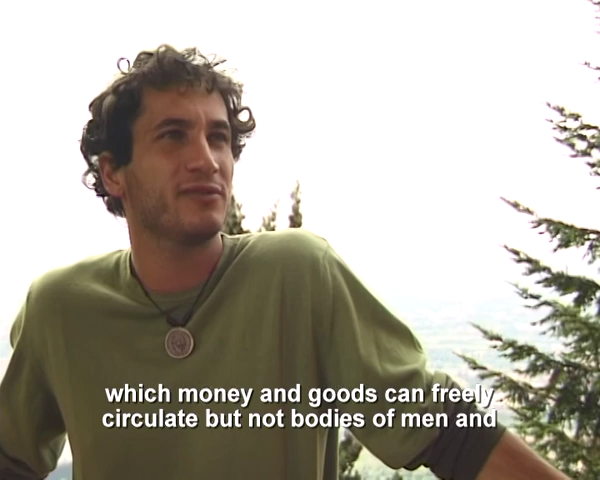 which money and goods can freely
circulate but not bodies of men and